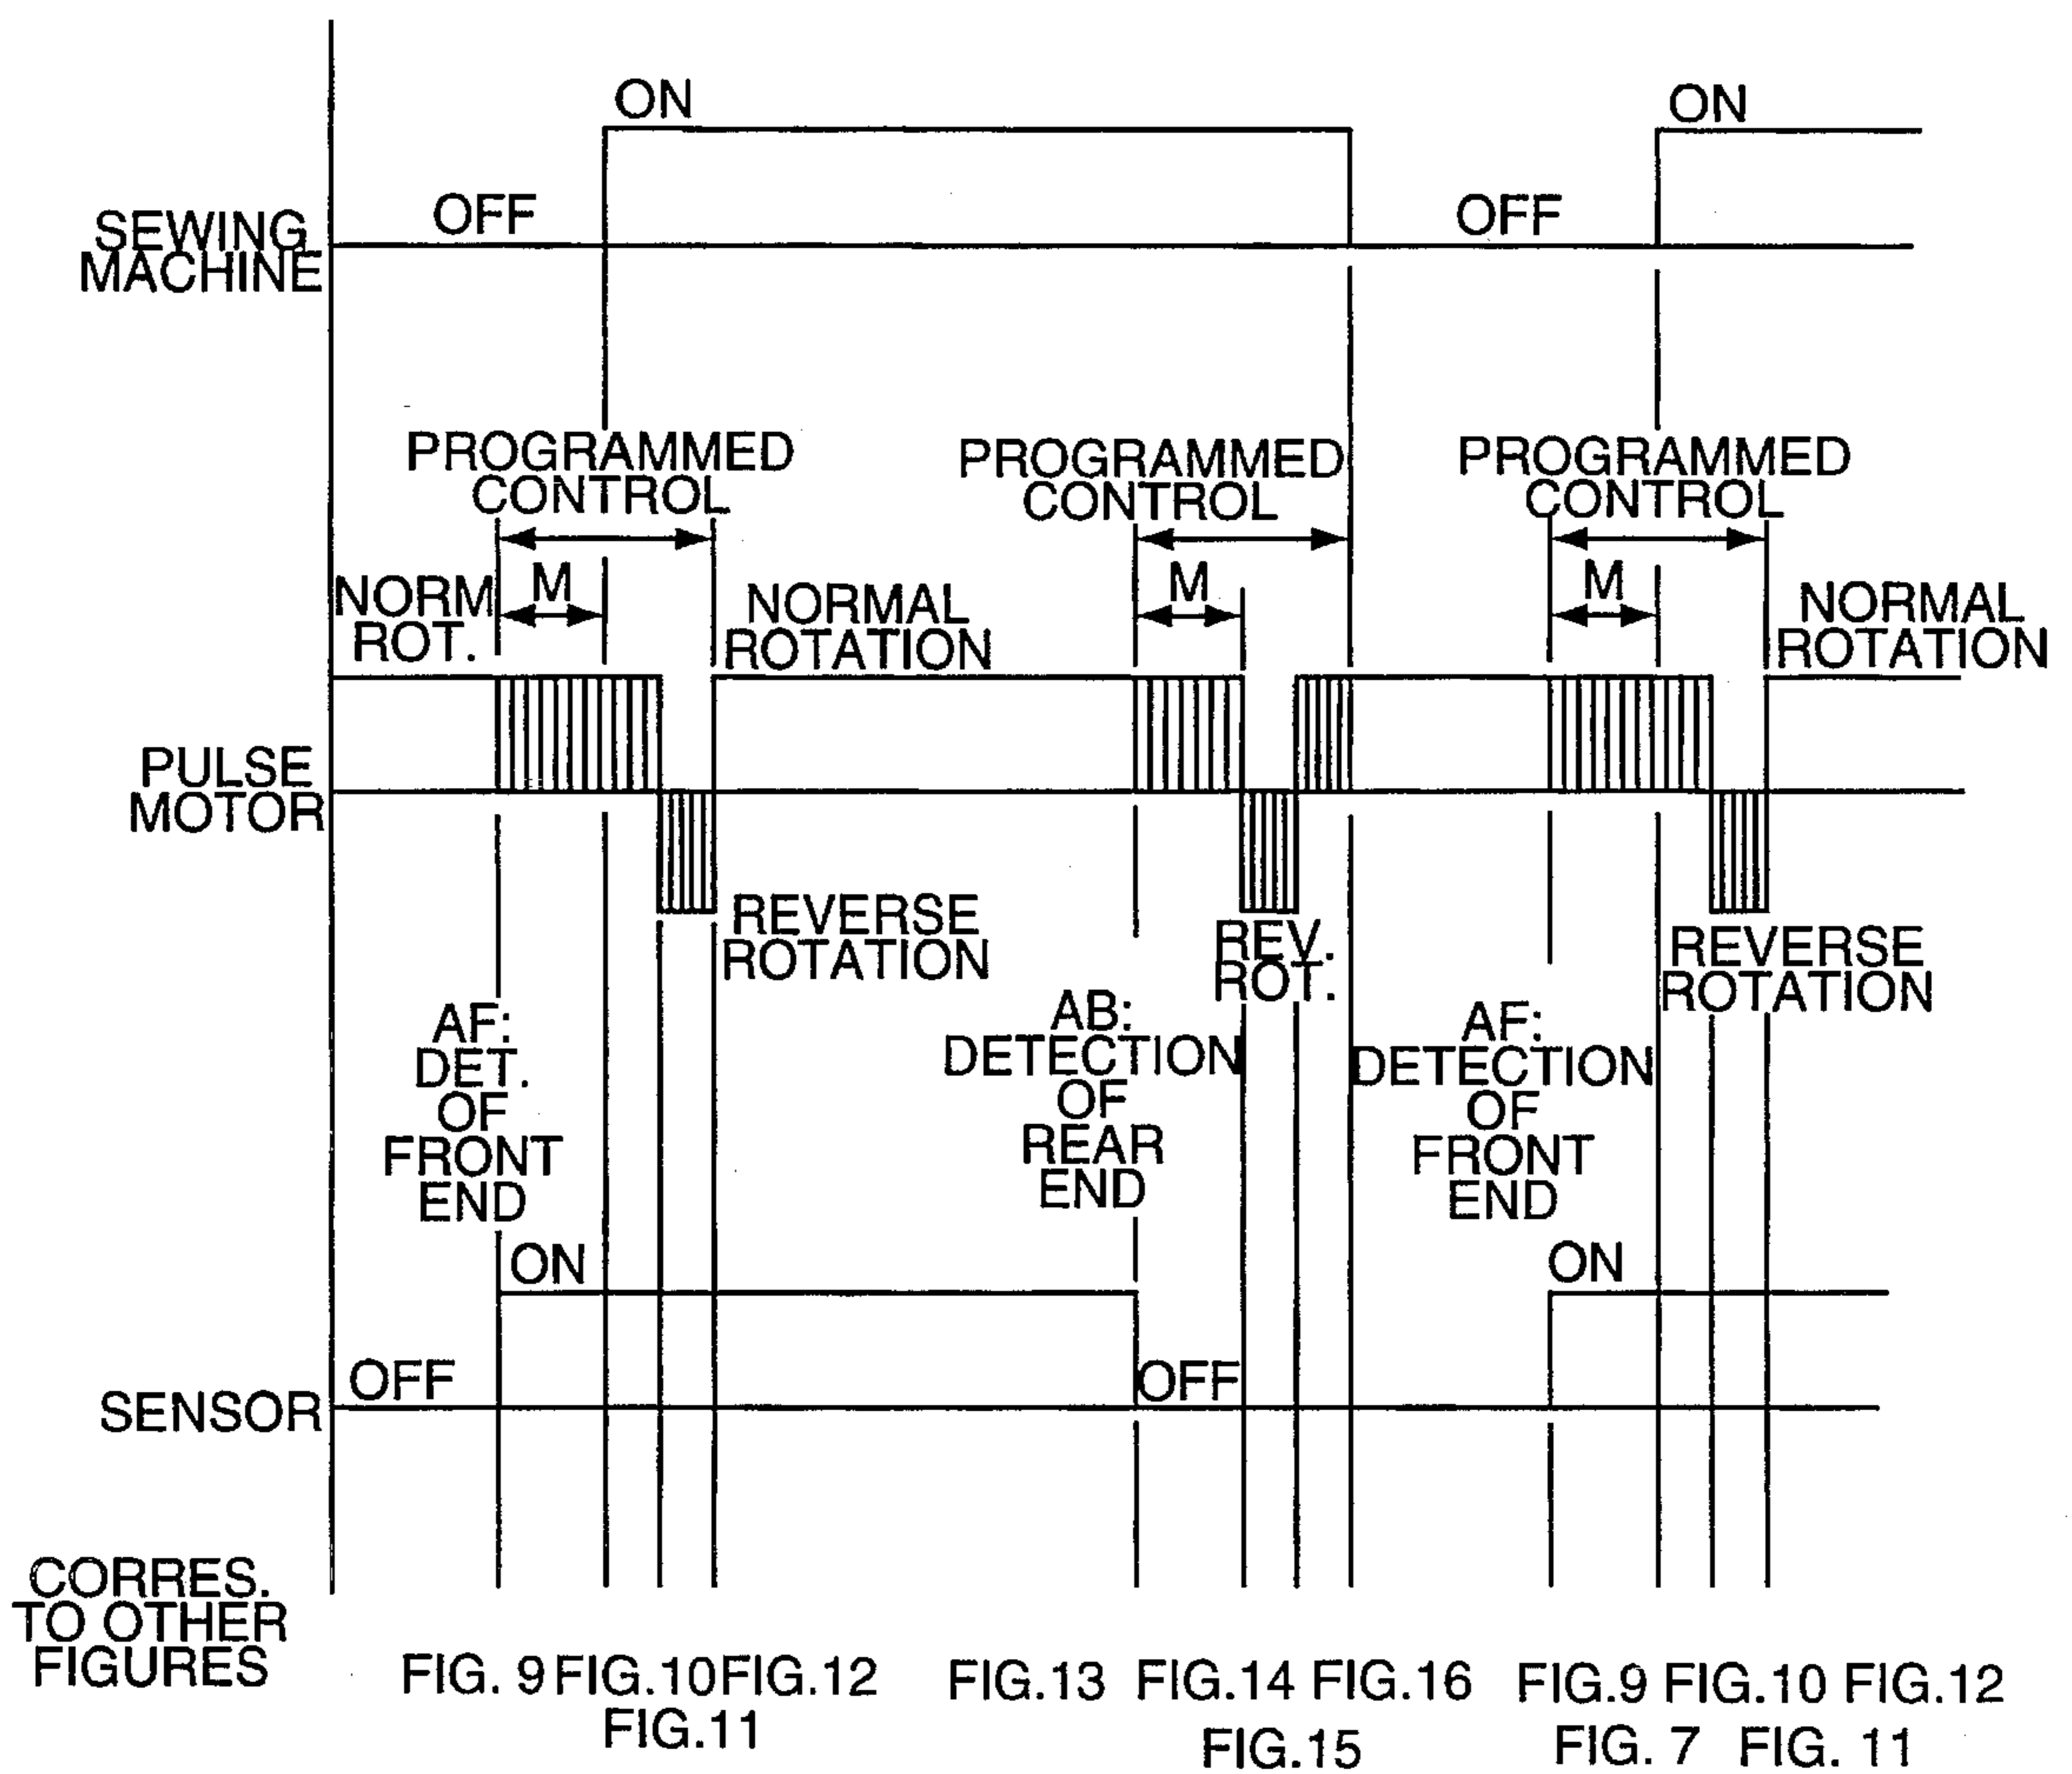 ON
ON
OFF
OFF
SEWING
MACHINE
PROGRAMMED
CONTROL
PROGRAMMED
CONTROL
PROGRAMMED
CONTROL
M
M
M
NORM
ROT.
NORMAL
ROTATION
NORMAL
ROTATION
PULSE
MOTOR
REVERSE
ROTATION
REV.
ROT.
REVERSE
ROTATION
AF:
DET.
OF
FRONT
END
AB:
DETECTION
OF
REAR
END
AF:
DETECTION
OF
FRONT
END
ON
ON
OFF
OFF
SENSOR
CORRES.
TO OTHER
FIGURES
FIG. 9 FIG.10 FIG.12 FIG.13 FIG.14 FIG.16 FIG.9 FIG.10 FIG.12
FIG.11 FIG.15 FIG. 7 FIG. 11